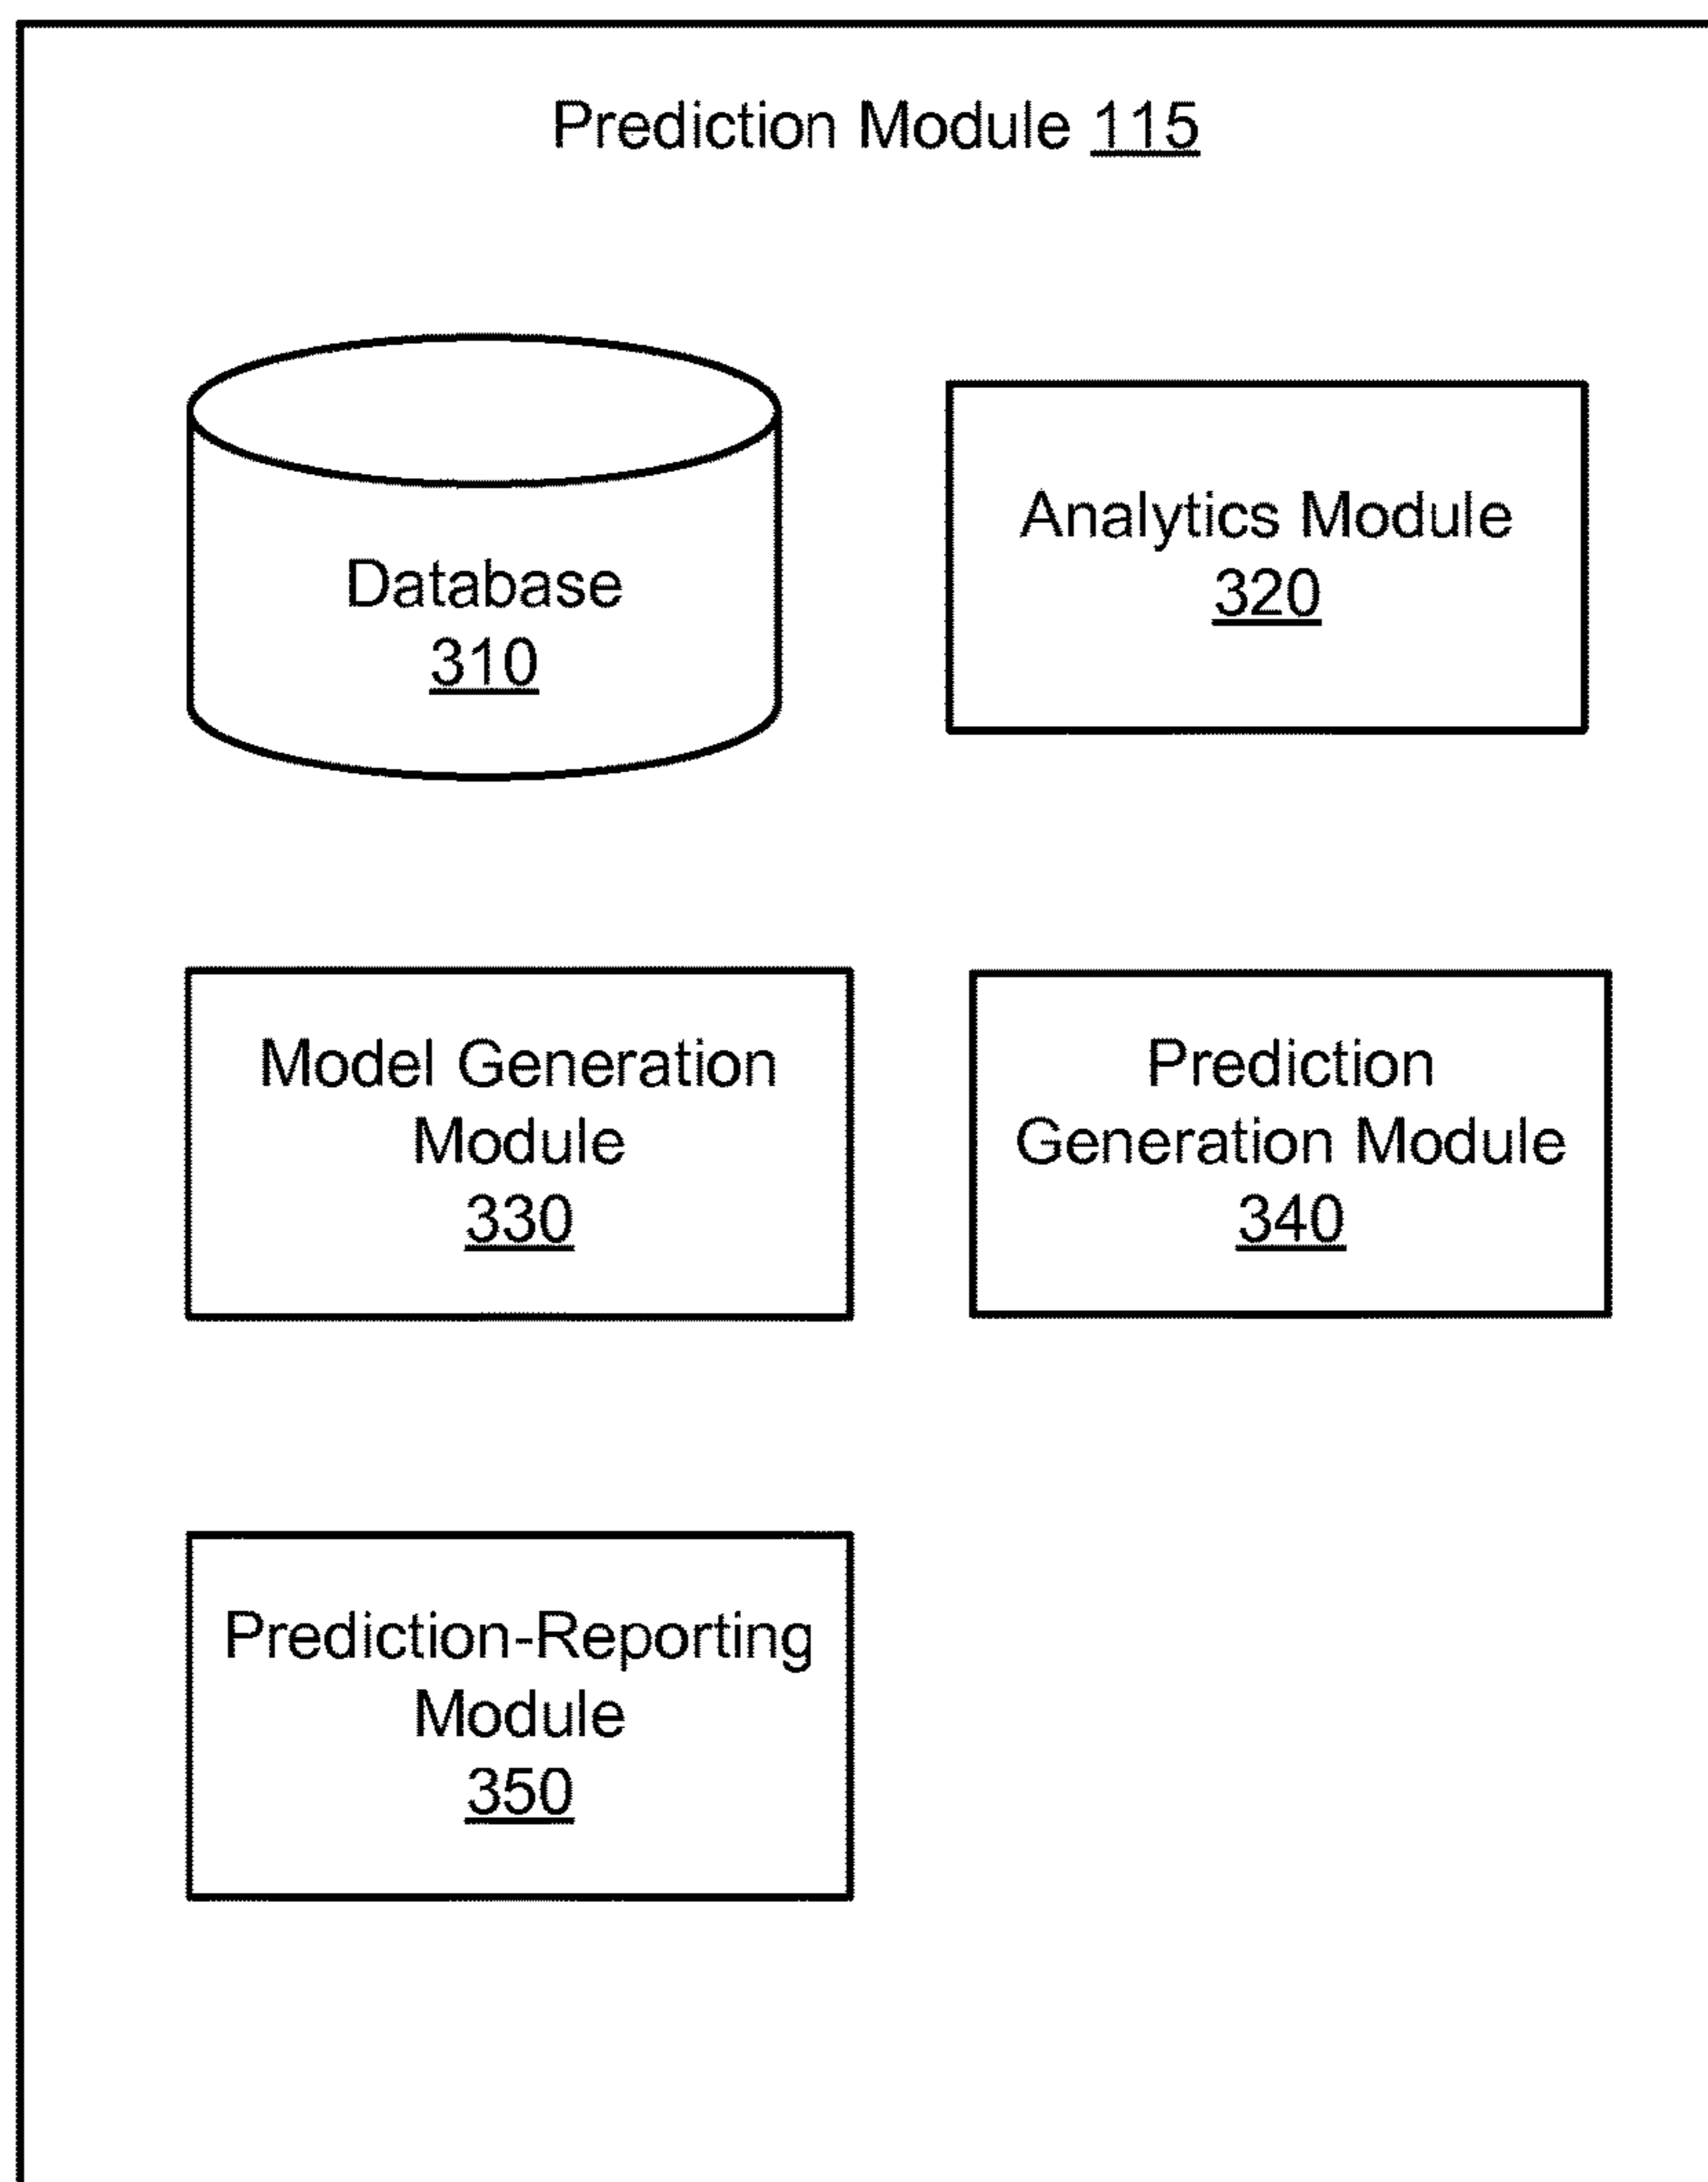 Prediction Module 115
Database
310
Analytics Module
320
Model Generation
Module
330
Prediction
Generation Module
340
Prediction-Reporting
Module
350